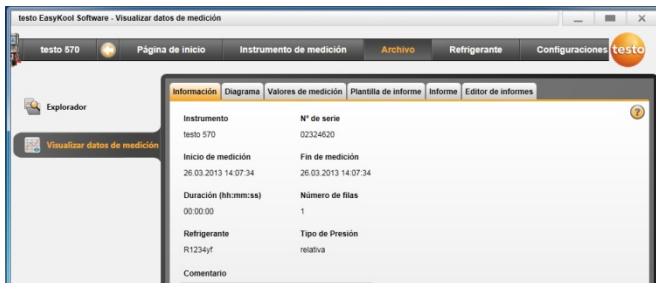 testo EasyKool Software - Visualizar datos de medición
testo 570 Página de inicio Instrumento de medición Archivo Refrigerante Configuraciones testo
Información Diagrama Valores de medición Plantilla de informe Informe Editor de informes
Explorador
Visualizar datos de medición
Instrumento Nº de serie
testo 570 02324620
Inicio de medición Fin de medición
26.03.2013 14:07:34 26.03.2013 14:07:34
Duración (hh:mm:ss) Número de filas
00:00:00 1
Refrigerante Tipo de Presión
R1234yf relativa
Comentario